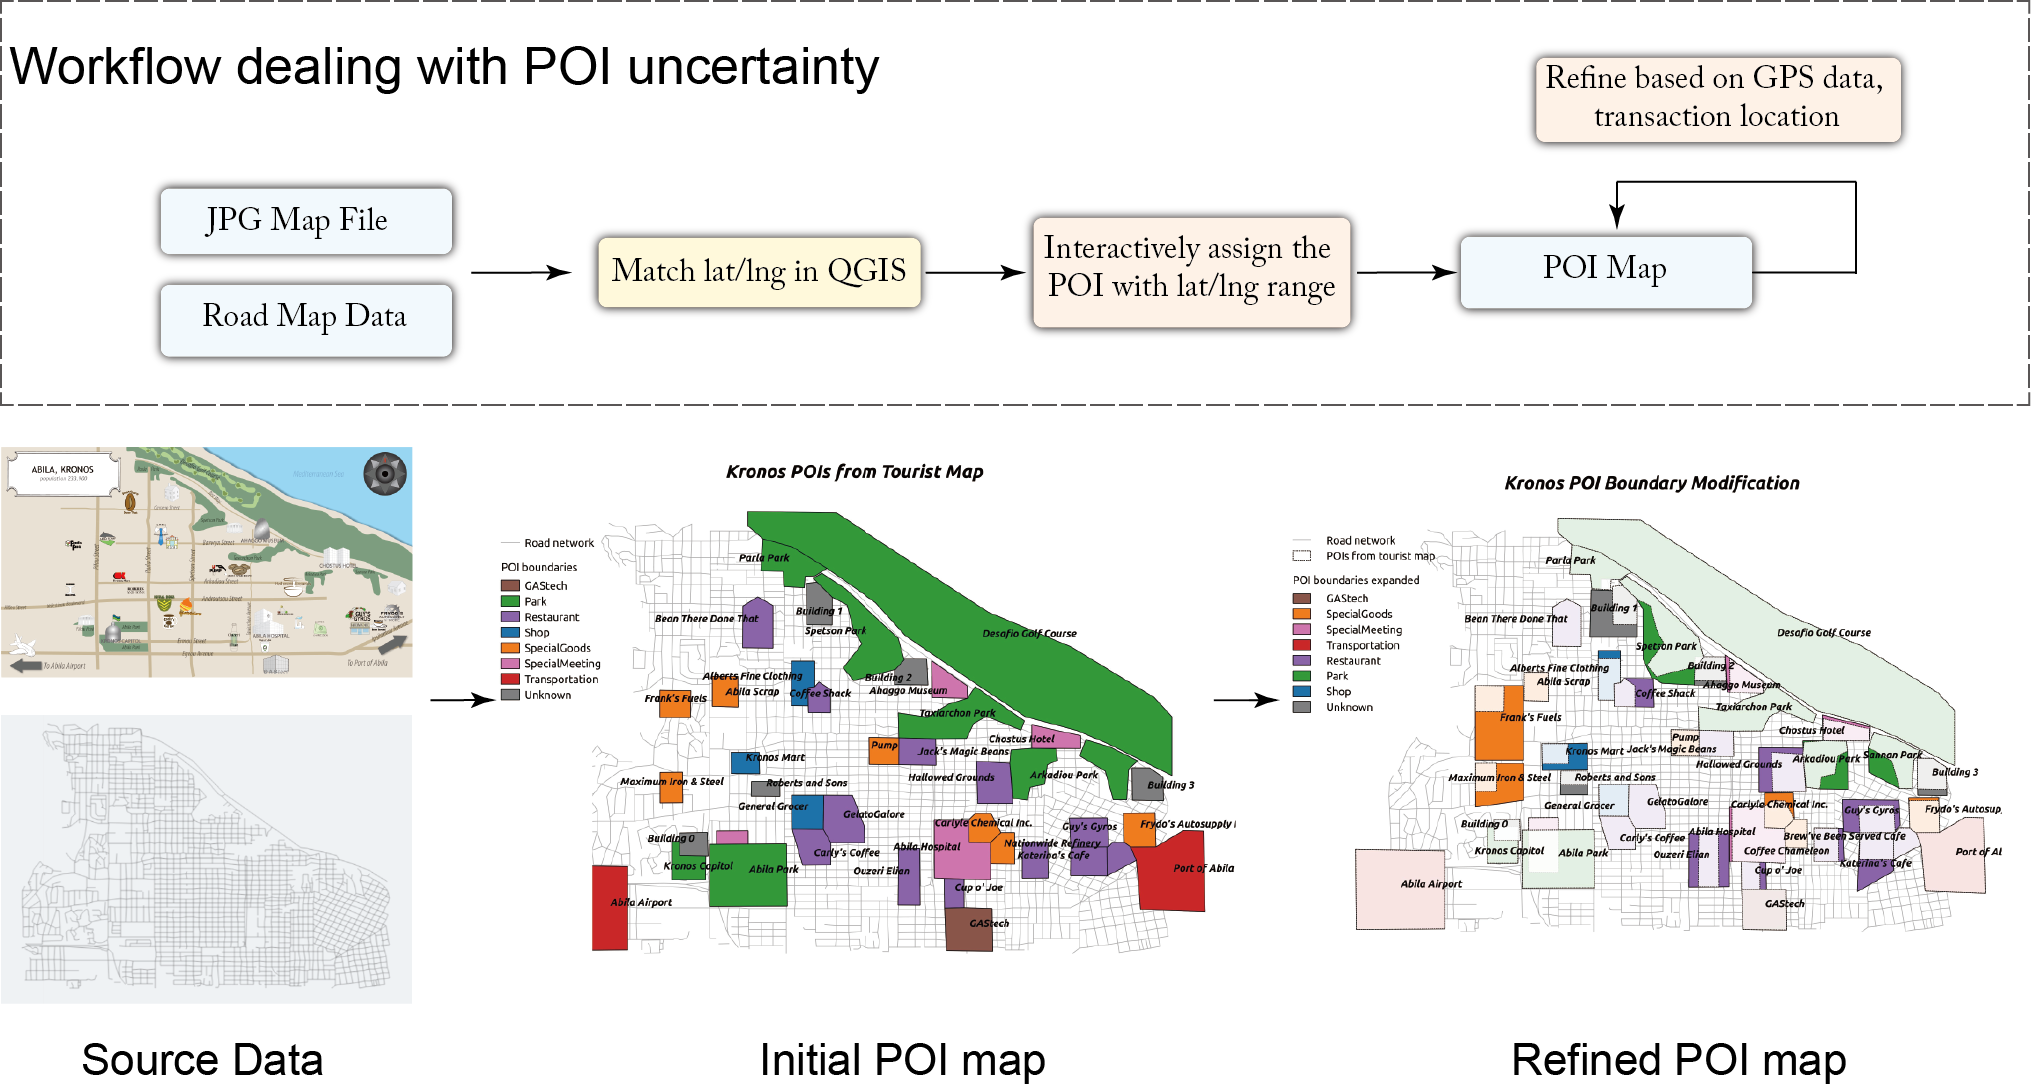 Workflow dealing with POI uncertainty
Refine based on GPS data,
transaction location
JPG Map File
Road Map Data
Match lat/lng in QGIS
Interactively assign the
POI with lat/lng range
POI Map
ABILA, KRONOS
Mediterranean Sea
CHOSTUS HOTEL
ABILA HOSPITAL
To Abila Airport
To Port of Abila
Source Data
Kronos POIs from Tourist Map
Road network
POI boundaries
GAStech
Park
Restaurant
Shop
SpecialGoods
SpecialMeeting
Transportation
Unknown
Parla Park
Bean There Done That
Building 1
Spetson Park
Desafio Golf Course
Alberts Fine Clothing
Building 2
Abila Scrap
Coffee Shack
Ahaggo Museum
Frank's Fuels
Taxiarchon Park
Chostus Hotel
Pump
Jack's Magic Beans
Kronos Mart
Hallowed Grounds
Arkadiou Park
Maximum Iron & Steel
Roberts and Sons
Building 3
General Grocer
GelatoGalore
Carlyle Chemical Inc.
Guy's Gyros
Frydo's Autosupply
Building 0
Carly's Coffee
Abila Hospital
Nationwide Refinery
Katerina's Cafe
Kronos Capitol
Abila Park
Ouzeri Elian
Port of Abila
Cup o' Joe
Abila Airport
GAStech
Initial POI map
Kronos POI Boundary Modification
Road network
POIs from tourist map
POI boundaries expanded
GAStech
SpecialGoods
SpecialMeeting
Transportation
Restaurant
Park
Shop
Unknown
Parla Park
Building 1
Bean There Done That
Desafio Golf Course
Spetson Park
Alberts Fine Clothing
Building 2
Abila Scrap
Coffee Shack
Ahaggo Museum
Taxiarchon Park
Frank's Fuels
Chostus Hotel
Pump
Kronos Mart
Jack's Magic Beans
Hallowed Grounds
Arkadiou Park
Sannan Park
Maximum Iron & Steel
Roberts and Sons
Building 3
General Grocer
GelatoGalore
Carlyle Chemical Inc.
Guy's Gyros
Frydo's Autosup
Building 0
Carly's Coffee
Abila Hospital
Brew've Been Served Cafe
Kronos Capitol
Abila Park
Ouzeri Elian
Coffee Chameleon
Katerina's Cafe
Port of Al
Cup o' Joe
Abila Airport
GAStech
Refined POI map